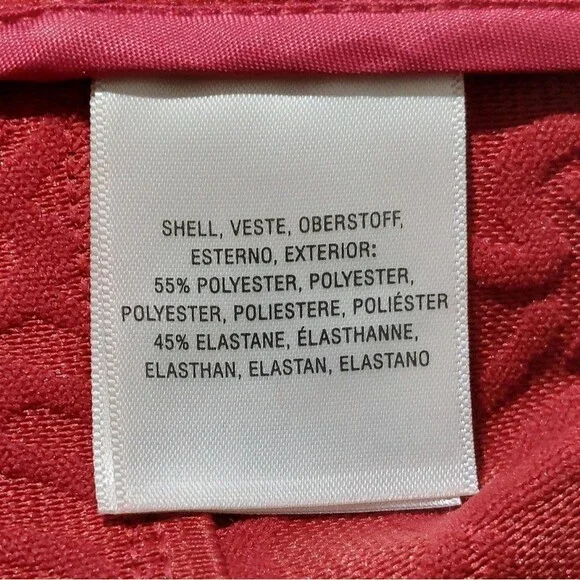 SHELL, VESTE, OBERSTOFF,
ESTERNO, EXTERIOR:
55% POLYESTER, POLYESTER,
POLYESTER, POLIESTERE, POLIÉSTER
45% ELASTANE, ÉLASTHANNE,
ELASTHAN, ELASTAN, ELASTANO